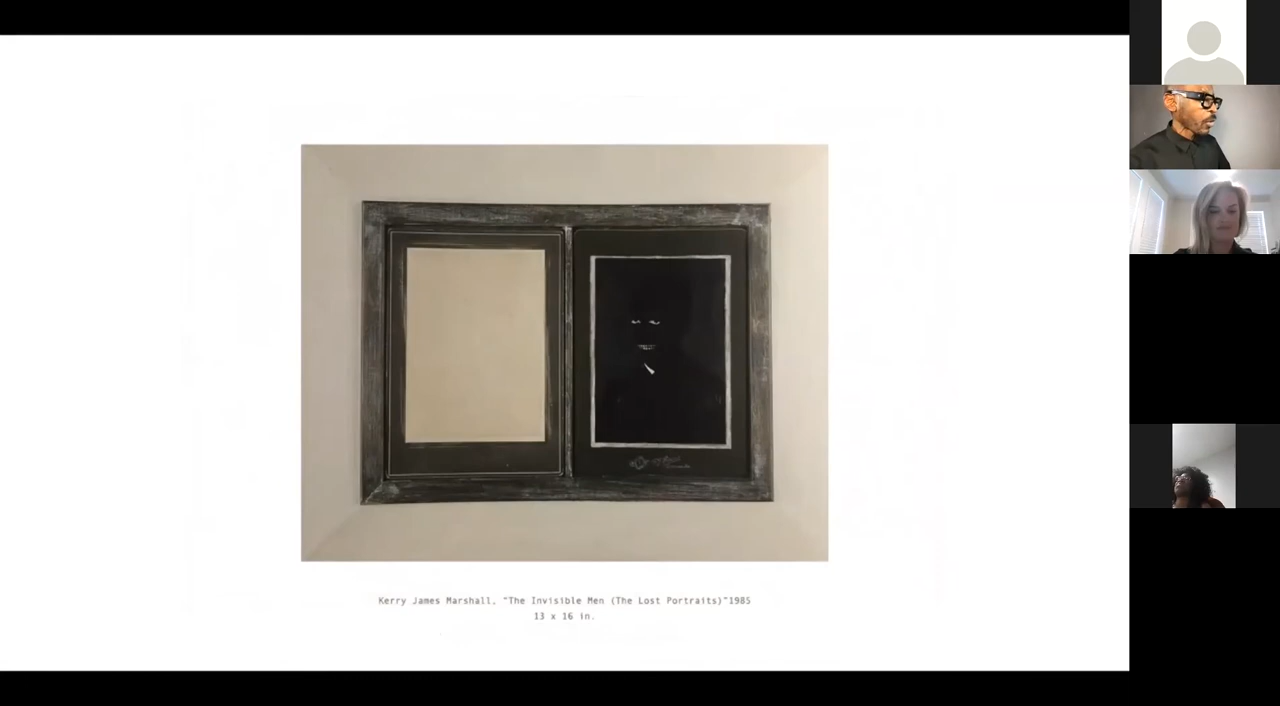 Kerry James Marshall, "The Invisible Men (The Lost Portraits)"1985
13 x 16 in.